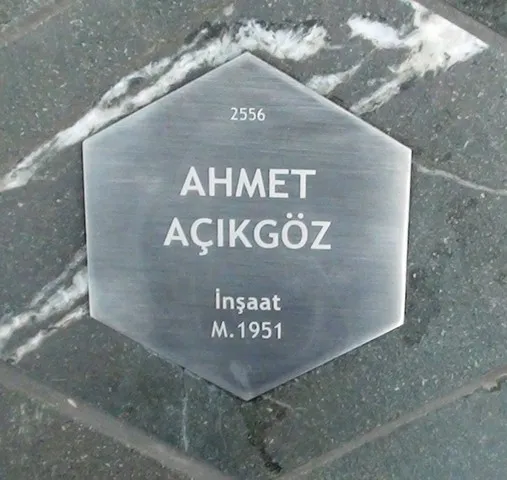 2556
AHMET
AÇIKGÖZ
İnşaat
M.1951